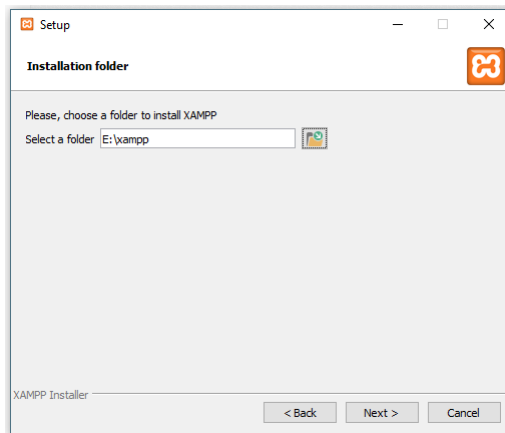 Setup
Installation folder
Please, choose a folder to install XAMPP
Select a folder E:\xampp
XAMPP Installer
< Back Next > Cancel